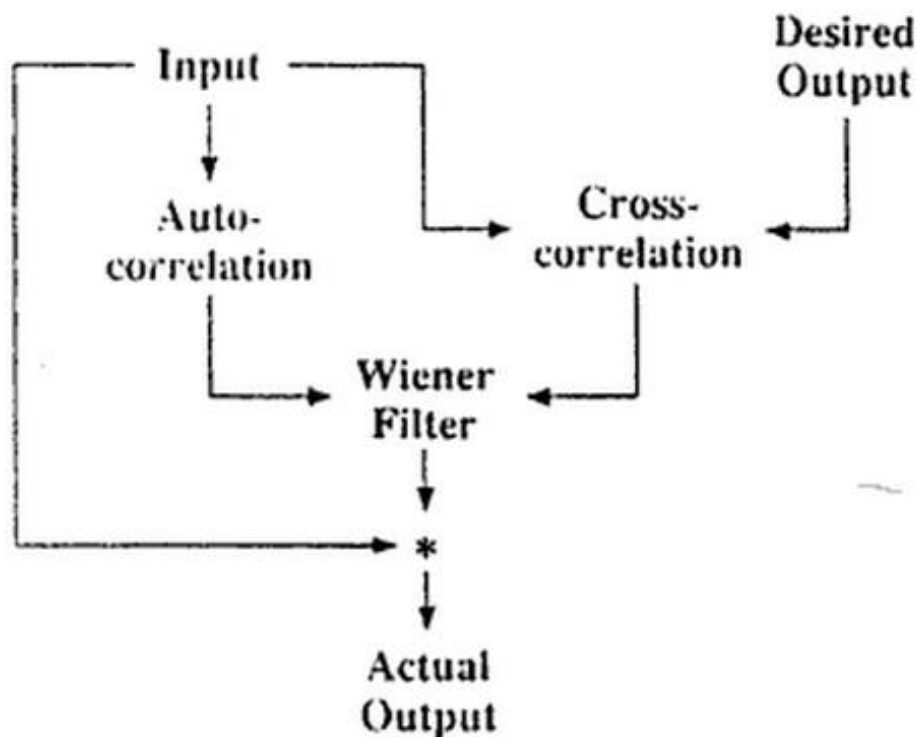 Input
Desired
Output
Auto-
correlation
Cross-
correlation
Wiener
Filter
*
Actual
Output